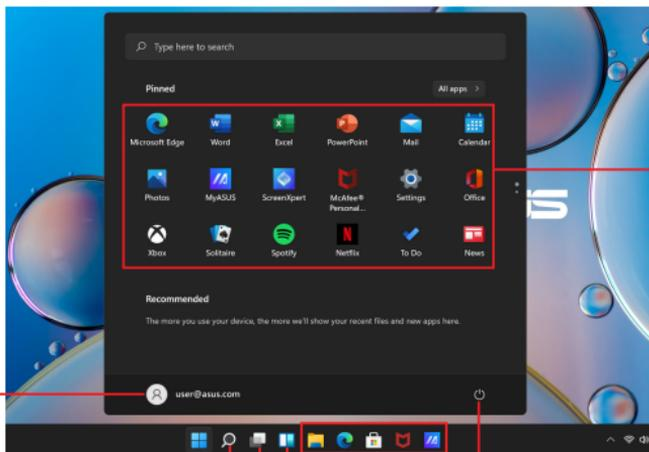 Type here to search
Pinned
All apps >
Microsoft Edge Word Excel PowerPoint Mail Calendar
Photos MyASUS ScreenXpert McAfee® Personal... Settings Office
Xbox Solitaire Spotify Netflix To Do News
Recommended
The more you use your device, the more we'll show your recent files and new apps here.
user@asus.com